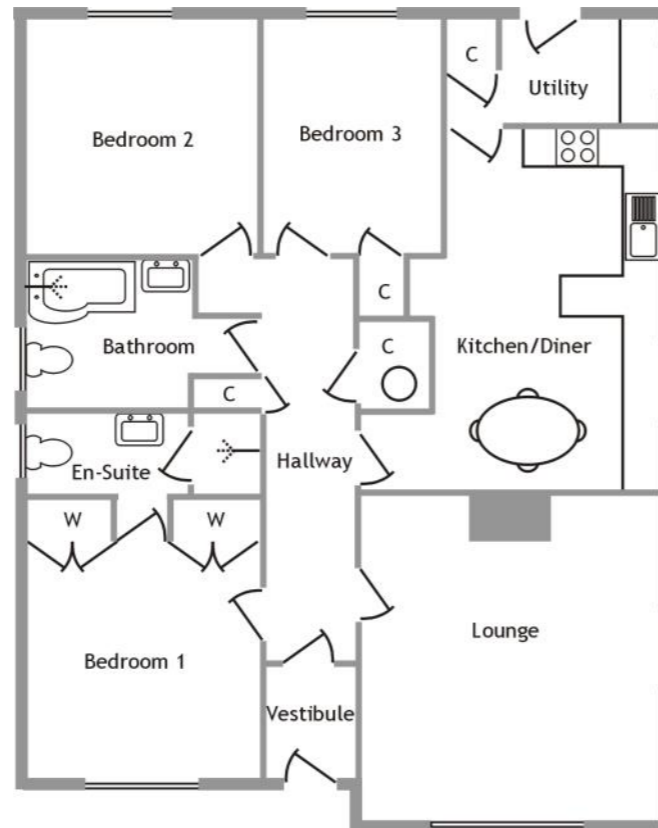 C
Utility
Bedroom 2
Bedroom 3
C
Bathroom
C
Kitchen/Diner
C
En-Suite
Hallway
W
W
Lounge
Bedroom 1
Vestibule